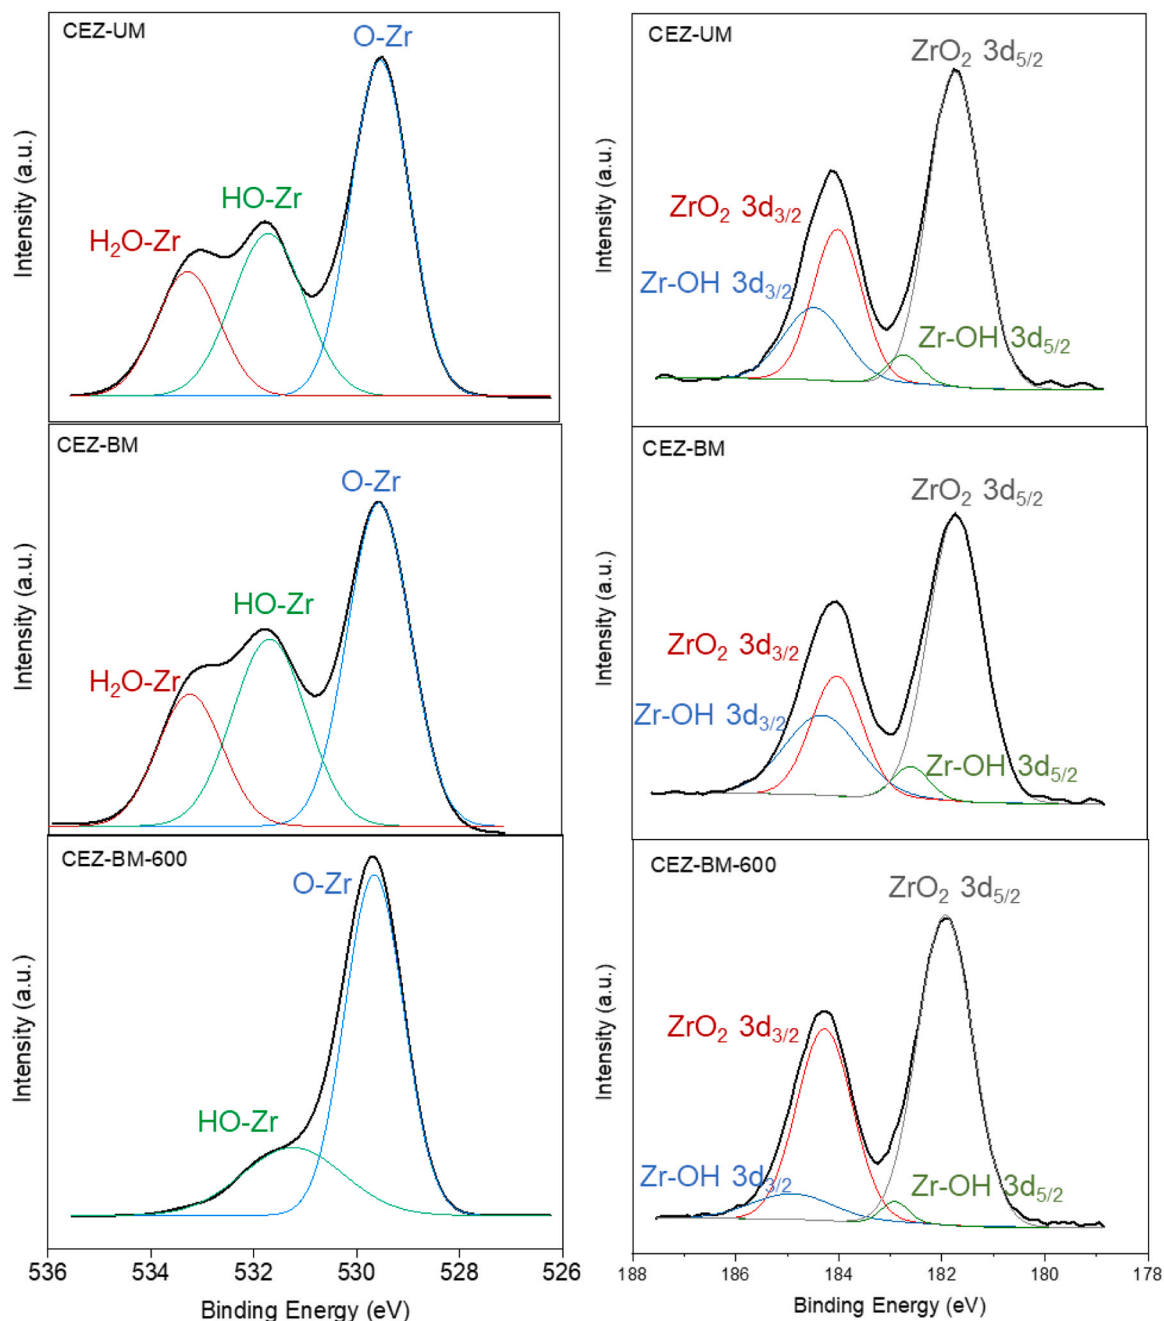 CEZ-UM
O-Zr
HO-Zr
H₂O-Zr
Intensity (a.u.)
CEZ-UM
ZrO₂ 3d₅/₂
ZrO₂ 3d₃/₂
Zr-OH 3d₃/₂
Zr-OH 3d₅/₂
Intensity (a.u.)
CEZ-BM
O-Zr
HO-Zr
H₂O-Zr
Intensity (a.u.)
CEZ-BM
ZrO₂ 3d₅/₂
ZrO₂ 3d₃/₂
Zr-OH 3d₃/₂
Zr-OH 3d₅/₂
Intensity (a.u.)
CEZ-BM-600
O-Zr
HO-Zr
Intensity (a.u.)
536 534 532 530 528 526
Binding Energy (eV)
CEZ-BM-600
ZrO₂ 3d₅/₂
ZrO₂ 3d₃/₂
Zr-OH 3d₃/₂
Zr-OH 3d₅/₂
Intensity (a.u.)
188 186 184 182 180 178
Binding Energy (eV)